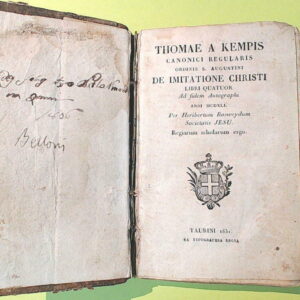 Belloni
THOMAE A KEMPIS
CANONICI REGULARIS
ORDINIS S. AUGUSTINI
DE IMITATIONE CHRISTI
LIBRI QUATUOR
Ad fidem Autographi
ANNI MCDXLI.
Per Heribertum Rosweydum
Societatis JESU.
Regiarum scholarum ergo.
TAURINI
EX TYPOGRAPHIA REGIA